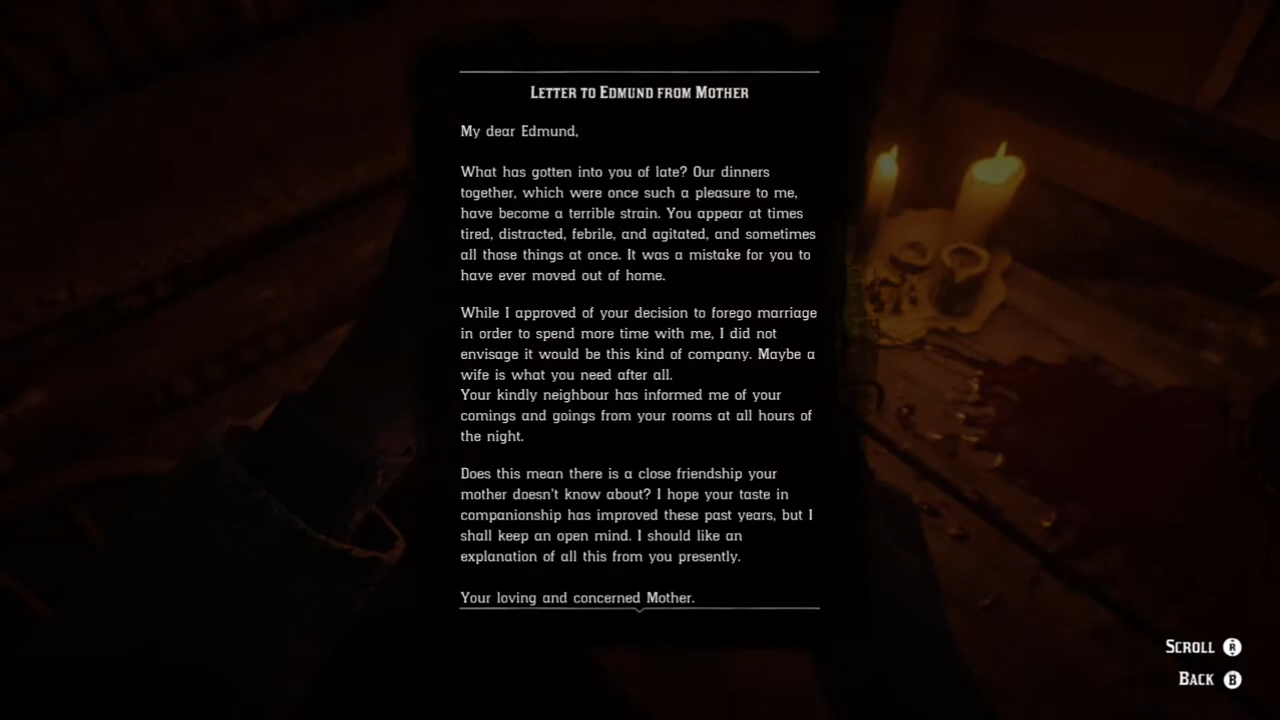 LETTER TO EDMUND FROM MOTHER
My dear Edmund,
What has gotten into you of late? Our dinners
together, which were once such a pleasure to me,
have become a terrible strain. You appear at times
tired, distracted, febrile, and agitated, and sometimes
all those things at once. It was a mistake for you to
have ever moved out of home.
While I approved of your decision to forego marriage
in order to spend more time with me, I did not
envisage it would be this kind of company. Maybe a
wife is what you need after all.
Your kindly neighbour has informed me of your
comings and goings from your rooms at all hours of
the night.
Does this mean there is a close friendship your
mother doesn't know about? I hope your taste in
companionship has improved these past years, but I
shall keep an open mind. I should like an
explanation of all this from you presently.
Your loving and concerned Mother.
SCROLL R
BACK B